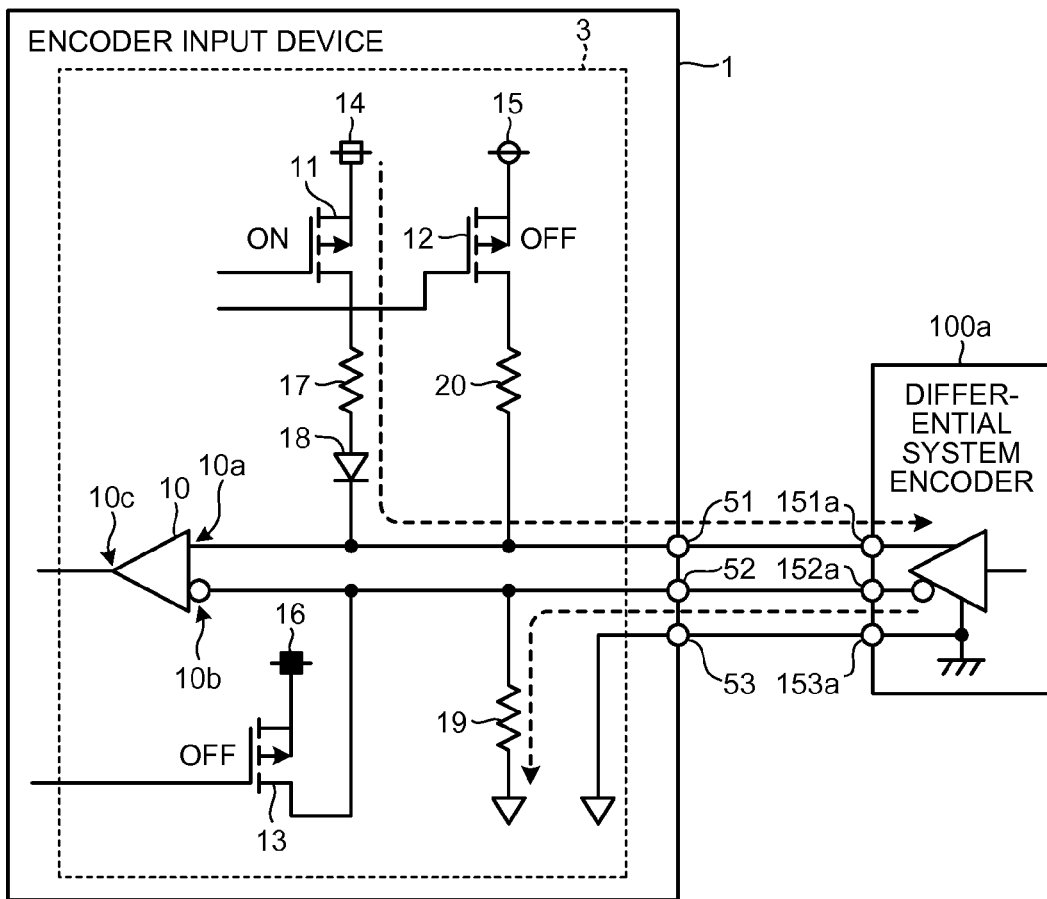 ENCODER INPUT DEVICE
3
1
14
15
11
ON
12
OFF
100a
17
20
DIFFER-
ENTIAL
SYSTEM
ENCODER
18
10c
10
10a
51
151a
52
152a
16
10b
53
153a
19
OFF
13